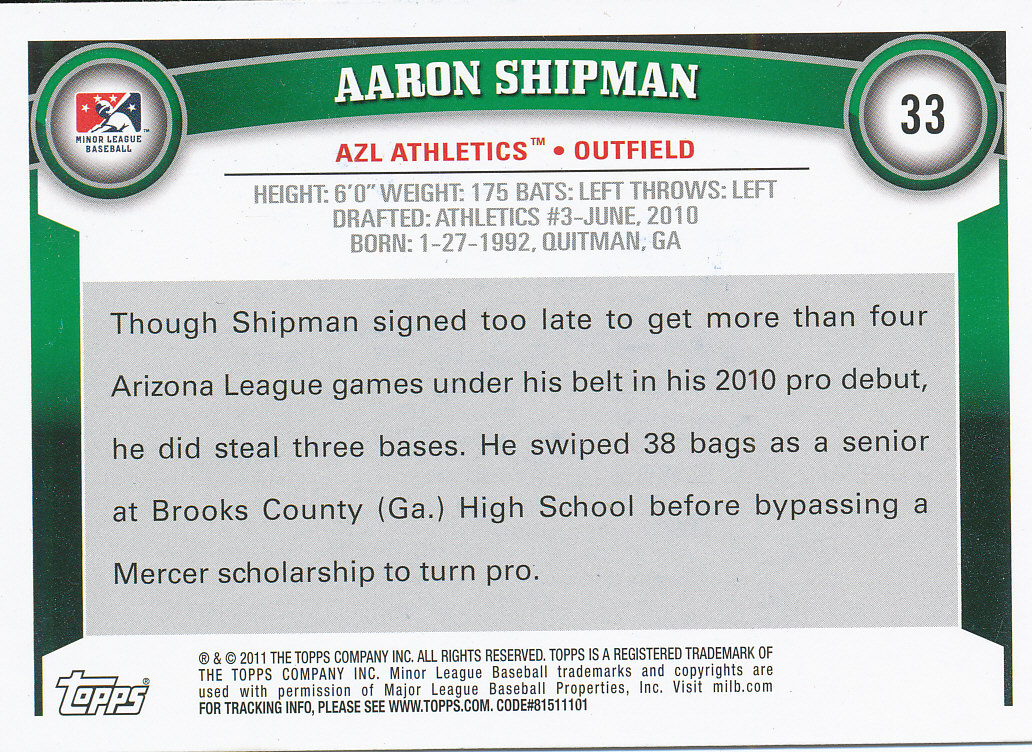 AARON SHIPMAN
33
MINOR LEAGUE
BASEBALL™
AZL ATHLETICS™ • OUTFIELD
HEIGHT: 6'0" WEIGHT: 175 BATS: LEFT THROWS: LEFT
DRAFTED: ATHLETICS #3-JUNE, 2010
BORN: 1-27-1992, QUITMAN, GA
Though Shipman signed too late to get more than four
Arizona League games under his belt in his 2010 pro debut,
he did steal three bases. He swiped 38 bags as a senior
at Brooks County (Ga.) High School before bypassing a
Mercer scholarship to turn pro.
Topps®
® & © 2011 THE TOPPS COMPANY INC. ALL RIGHTS RESERVED. TOPPS IS A REGISTERED TRADEMARK OF
THE TOPPS COMPANY INC. Minor League Baseball trademarks and copyrights are
used with permission of Major League Baseball Properties, Inc. Visit milb.com
FOR TRACKING INFO, PLEASE SEE WWW.TOPPS.COM. CODE#81511101